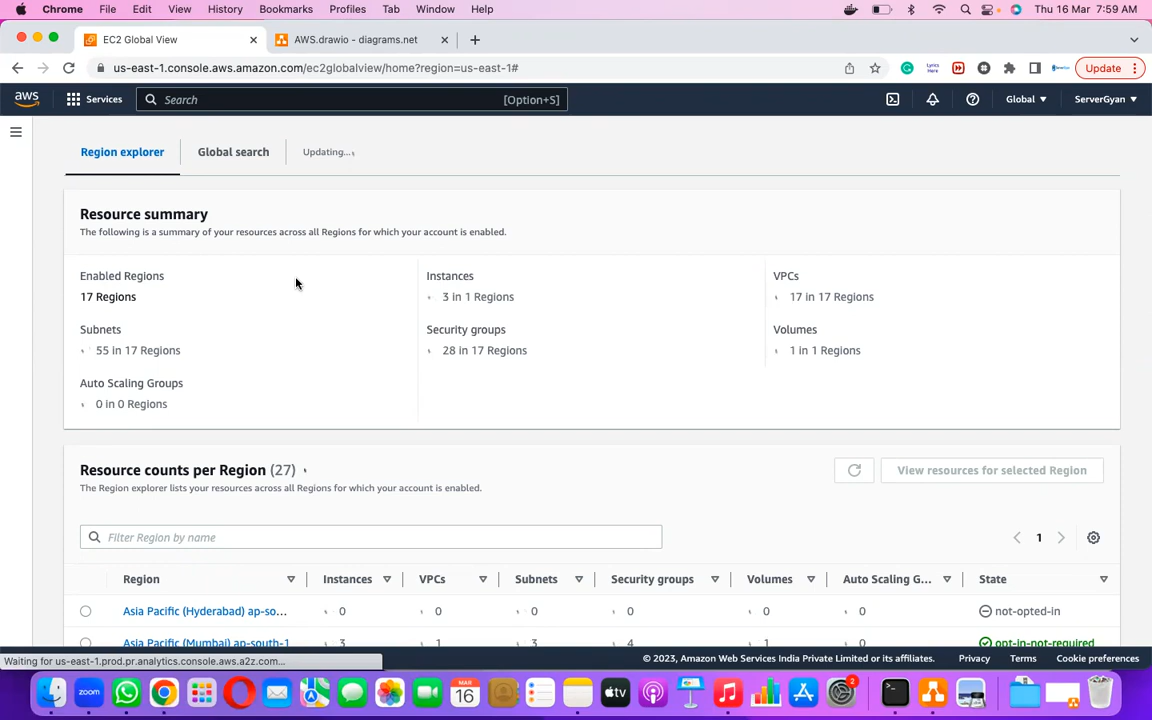 Chrome File Edit View History Bookmarks Profiles Tab Window Help Thu 16 Mar 7:59 AM
EC2 Global View AWS.drawio - diagrams.net
us-east-1.console.aws.amazon.com/ec2globalview/home?region=us-east-1# Update
aws Services Search [Option+S] Global ServerGyan
Region explorer Global search Updating...
Resource summary
The following is a summary of your resources across all Regions for which your account is enabled.
Enabled Regions Instances VPCs
17 Regions 3 in 1 Regions 17 in 17 Regions
Subnets Security groups Volumes
55 in 17 Regions 28 in 17 Regions 1 in 1 Regions
Auto Scaling Groups
0 in 0 Regions
Resource counts per Region (27) View resources for selected Region
The Region explorer lists your resources across all Regions for which your account is enabled.
Filter Region by name 1
Region Instances VPCs Subnets Security groups Volumes Auto Scaling G... State
Asia Pacific (Hyderabad) ap-so... 0 0 0 0 0 0 not-opted-in
Asia Pacific (Mumbai) ap-south-1 3 1 3 4 1 0 opt-in-not-required
Waiting for us-east-1.prod.pr.analytics.console.aws.a2z.com... © 2023, Amazon Web Services India Private Limited or its affiliates. Privacy Terms Cookie preferences
zoom MAR 16 tv 2